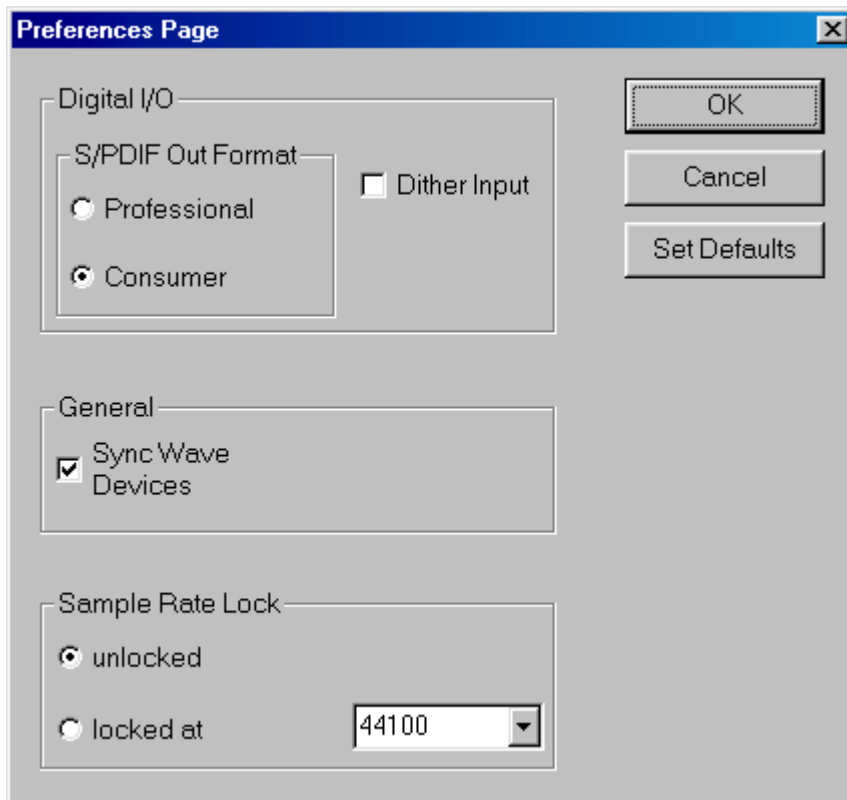 Preferences Page
Digital I/O
S/PDIF Out Format
Professional
Consumer
Dither Input
OK
Cancel
Set Defaults
General
Sync Wave
Devices
Sample Rate Lock
unlocked
locked at
44100